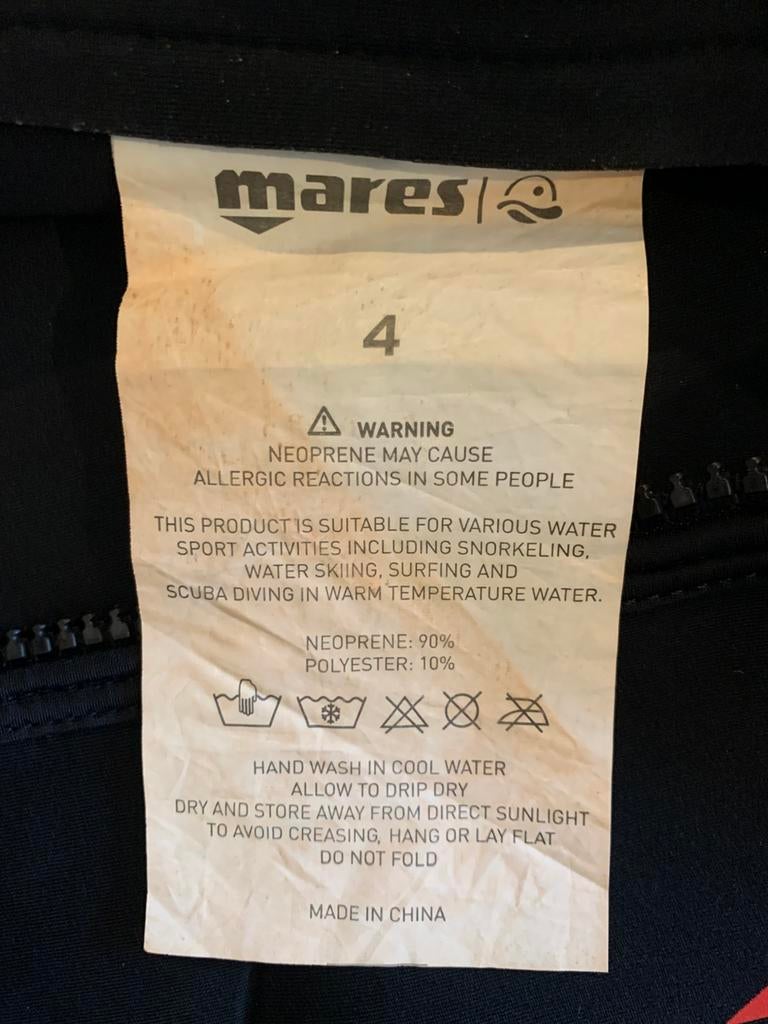 mares
4
WARNING
NEOPRENE MAY CAUSE
ALLERGIC REACTIONS IN SOME PEOPLE
THIS PRODUCT IS SUITABLE FOR VARIOUS WATER
SPORT ACTIVITIES INCLUDING SNORKELING,
WATER SKIING, SURFING AND
SCUBA DIVING IN WARM TEMPERATURE WATER.
NEOPRENE: 90%
POLYESTER: 10%
HAND WASH IN COOL WATER
ALLOW TO DRIP DRY
DRY AND STORE AWAY FROM DIRECT SUNLIGHT
TO AVOID CREASING, HANG OR LAY FLAT
DO NOT FOLD
MADE IN CHINA